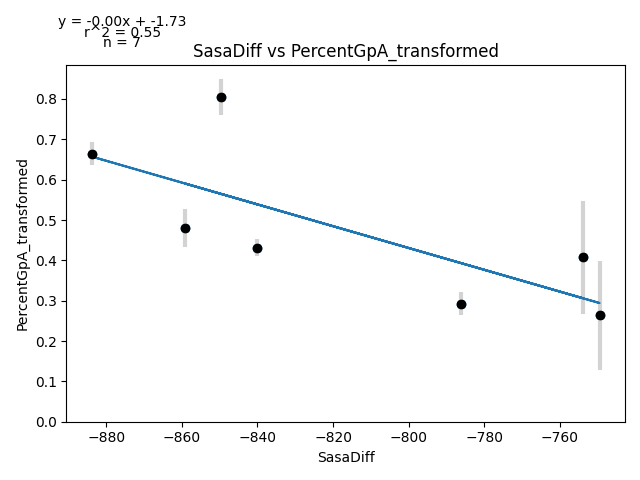 y = -0.00x + -1.73
r^2 = 0.55
n = 7
SasaDiff vs PercentGpA_transformed
PercentGpA_transformed
0.8
0.7
0.6
0.5
0.4
0.3
0.2
0.1
0.0
−880 −860 −840 −820 −800 −780 −760
SasaDiff